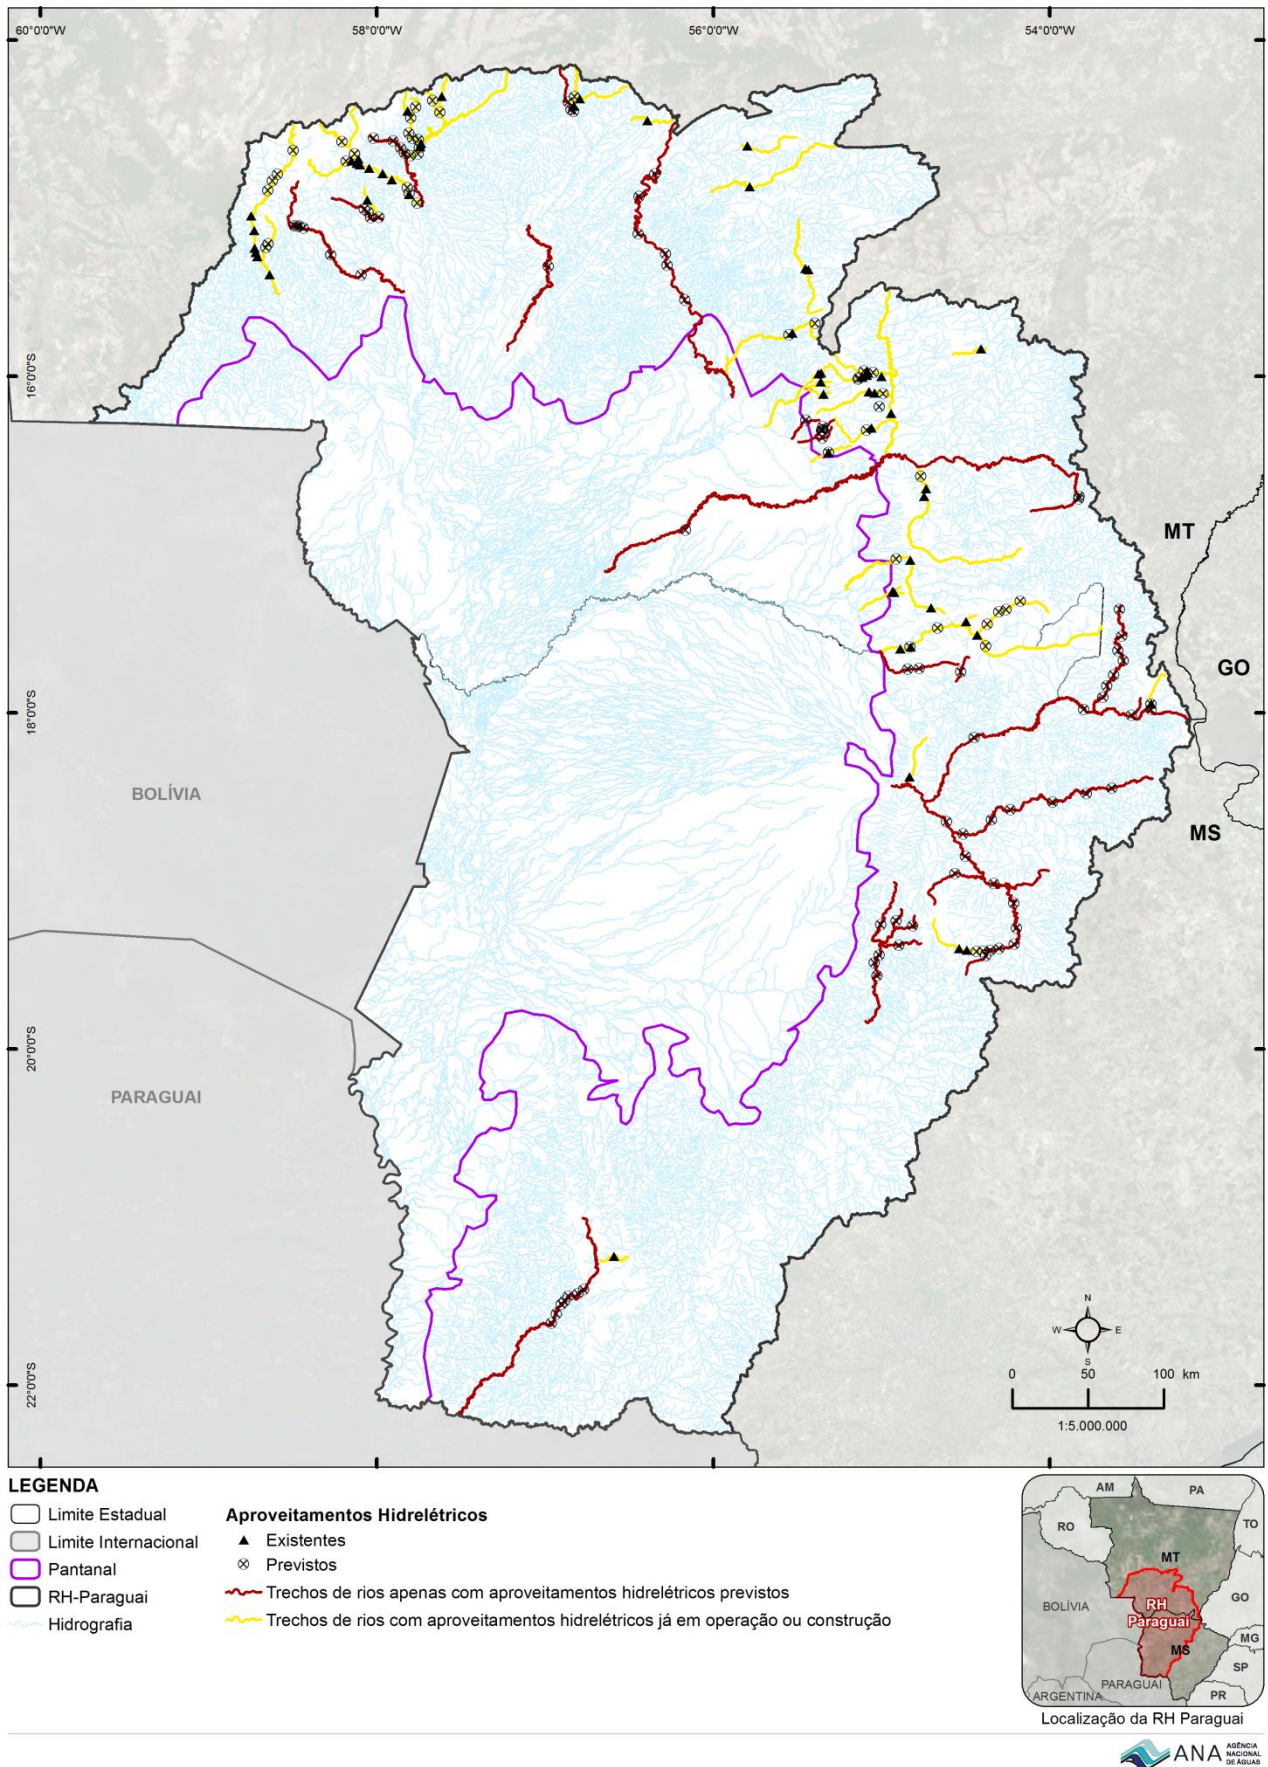 60°0'0"W
58°0'0"W
56°0'0"W
54°0'0"W
16°0'0"S
18°0'0"S
20°0'0"S
22°0'0"S
MT
GO
MS
BOLÍVIA
PARAGUAI
N
W
E
S
0 50 100 km
1:5.000.000
LEGENDA
Limite Estadual
Limite Internacional
Pantanal
RH-Paraguai
Hidrografia
Aproveitamentos Hidrelétricos
Existentes
Previstos
Trechos de rios apenas com aproveitamentos hidrelétricos previstos
Trechos de rios com aproveitamentos hidrelétricos já em operação ou construção
AM
PA
RO
TO
MT
GO
BOLÍVIA
RH
Paraguai
MG
MS
SP
PARAGUAI
ARGENTINA
PR
Localização da RH Paraguai
ANA AGÊNCIA
NACIONAL
DE ÁGUAS